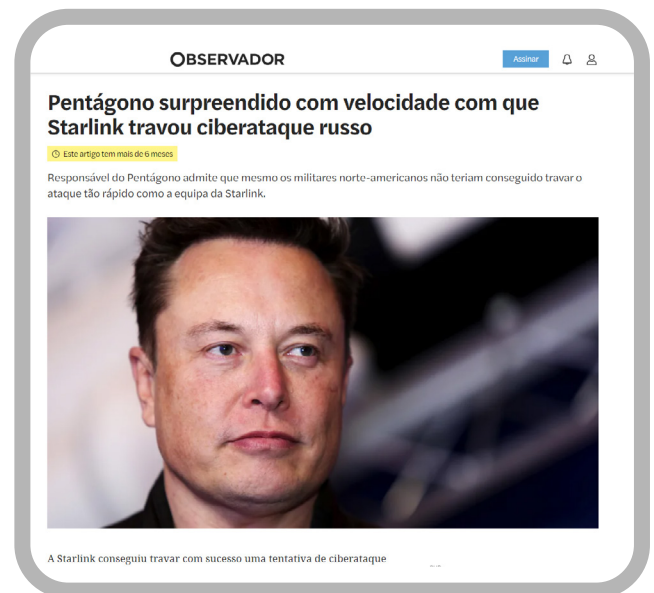 OBSERVADOR
Assinar
Pentágono surpreendido com velocidade com que
Starlink travou ciberataque russo
Este artigo tem mais de 6 meses
Responsável do Pentágono admite que mesmo os militares norte-americanos não teriam conseguido travar o
ataque tão rápido como a equipa da Starlink.
A Starlink conseguiu travar com sucesso uma tentativa de ciberataque